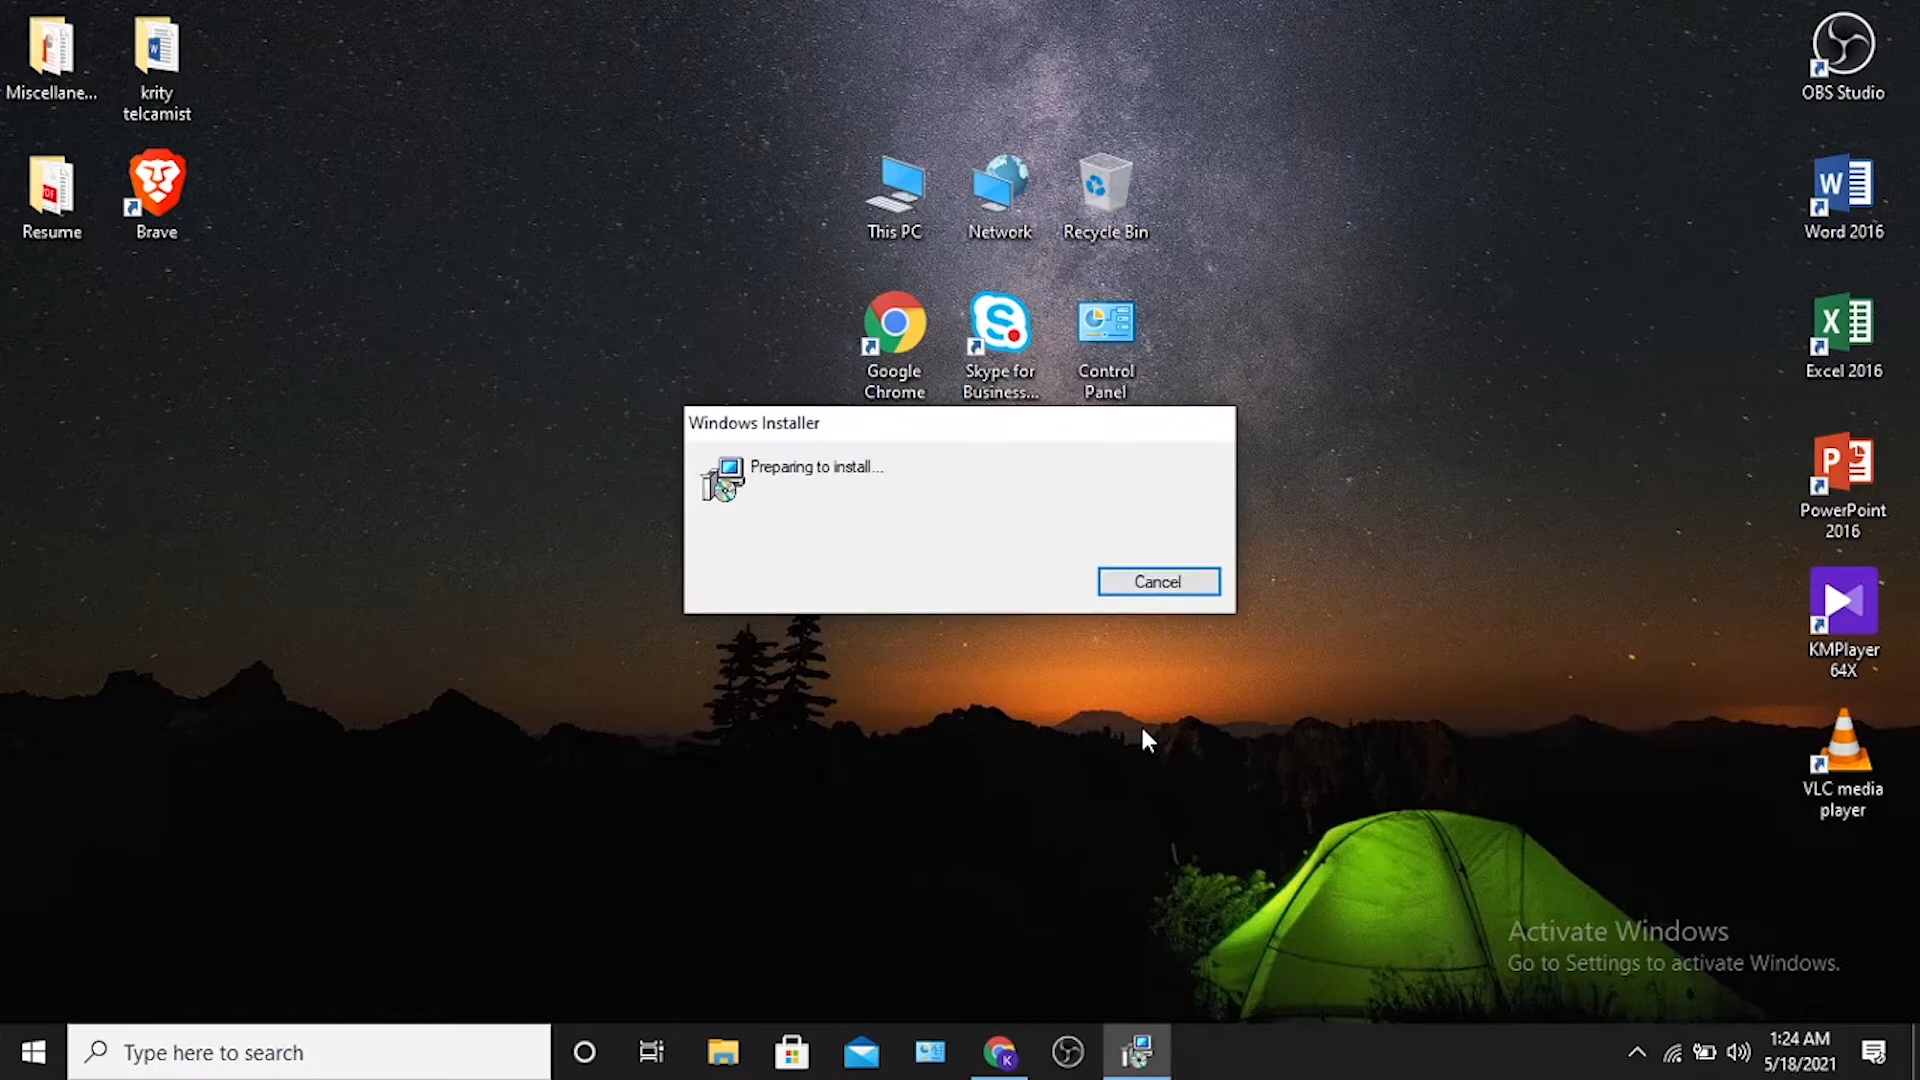 Miscellane...
krity
telcamist
Resume
Brave
This PC
Network
Recycle Bin
Google
Chrome
Skype for
Business...
Control
Panel
OBS Studio
Word 2016
Excel 2016
PowerPoint
2016
KMPlayer
64X
VLC media
player
Windows Installer
Preparing to install...
Cancel
Activate Windows
Go to Settings to activate Windows.
Type here to search
1:24 AM
5/18/2021